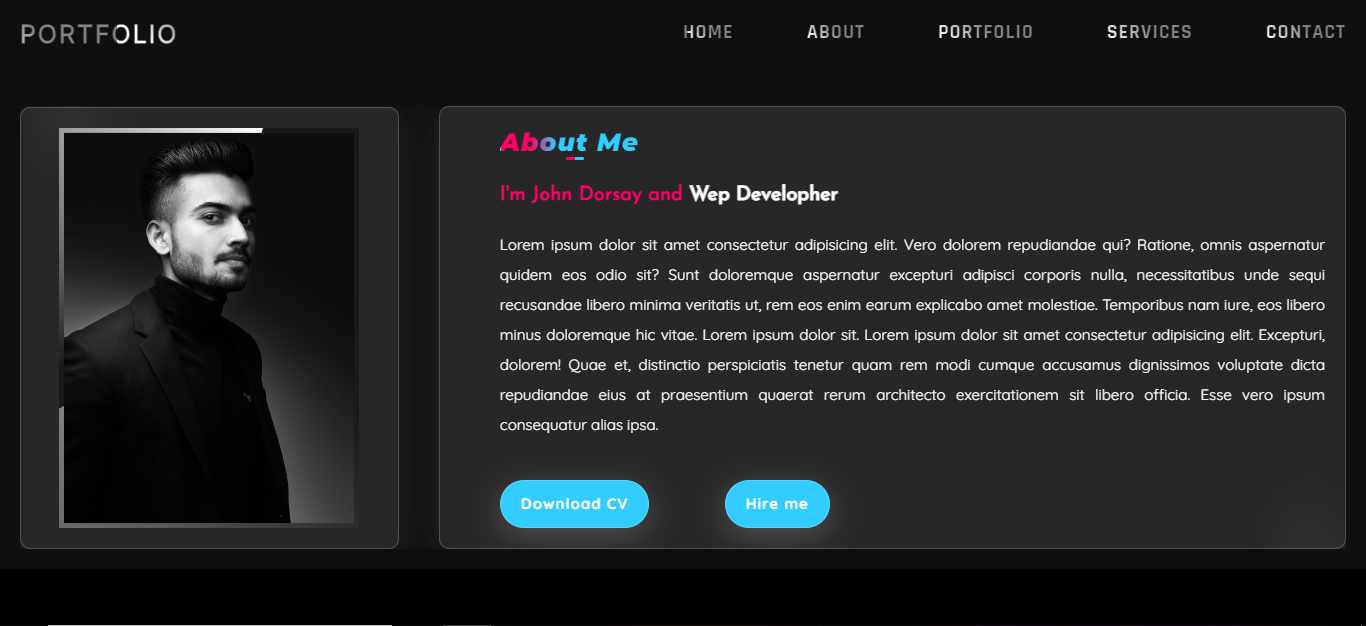 PORTFOLIO
HOME ABOUT PORTFOLIO SERVICES CONTACT
About Me
I'm John Dorsay and Wep Developher
Lorem ipsum dolor sit amet consectetur adipisicing elit. Vero dolorem repudiandae qui? Ratione, omnis aspernatur
quidem eos odio sit? Sunt doloremque aspernatur excepturi adipisci corporis nulla, necessitatibus unde sequi
recusandae libero minima veritatis ut, rem eos enim earum explicabo amet molestiae. Temporibus nam iure, eos libero
minus doloremque hic vitae. Lorem ipsum dolor sit. Lorem ipsum dolor sit amet consectetur adipisicing elit. Excepturi,
dolorem! Quae et, distinctio perspiciatis tenetur quam rem modi cumque accusamus dignissimos voluptate dicta
repudiandae eius at praesentium quaerat rerum architecto exercitationem sit libero officia. Esse vero ipsum
consequatur alias ipsa.
Download CV
Hire me